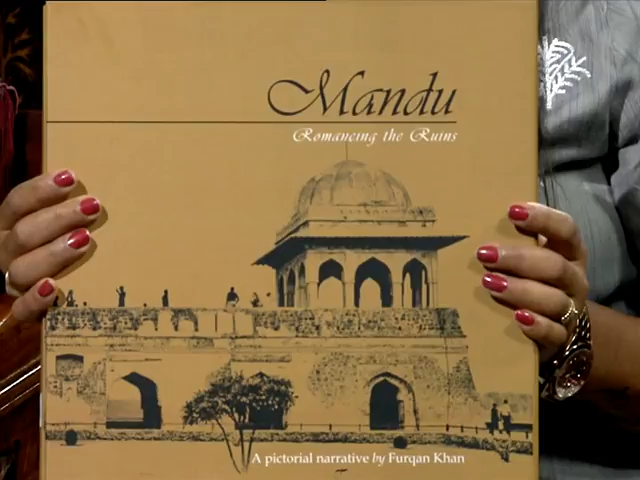 Mandu
Romancing the Ruins
A pictorial narrative by Furqan Khan